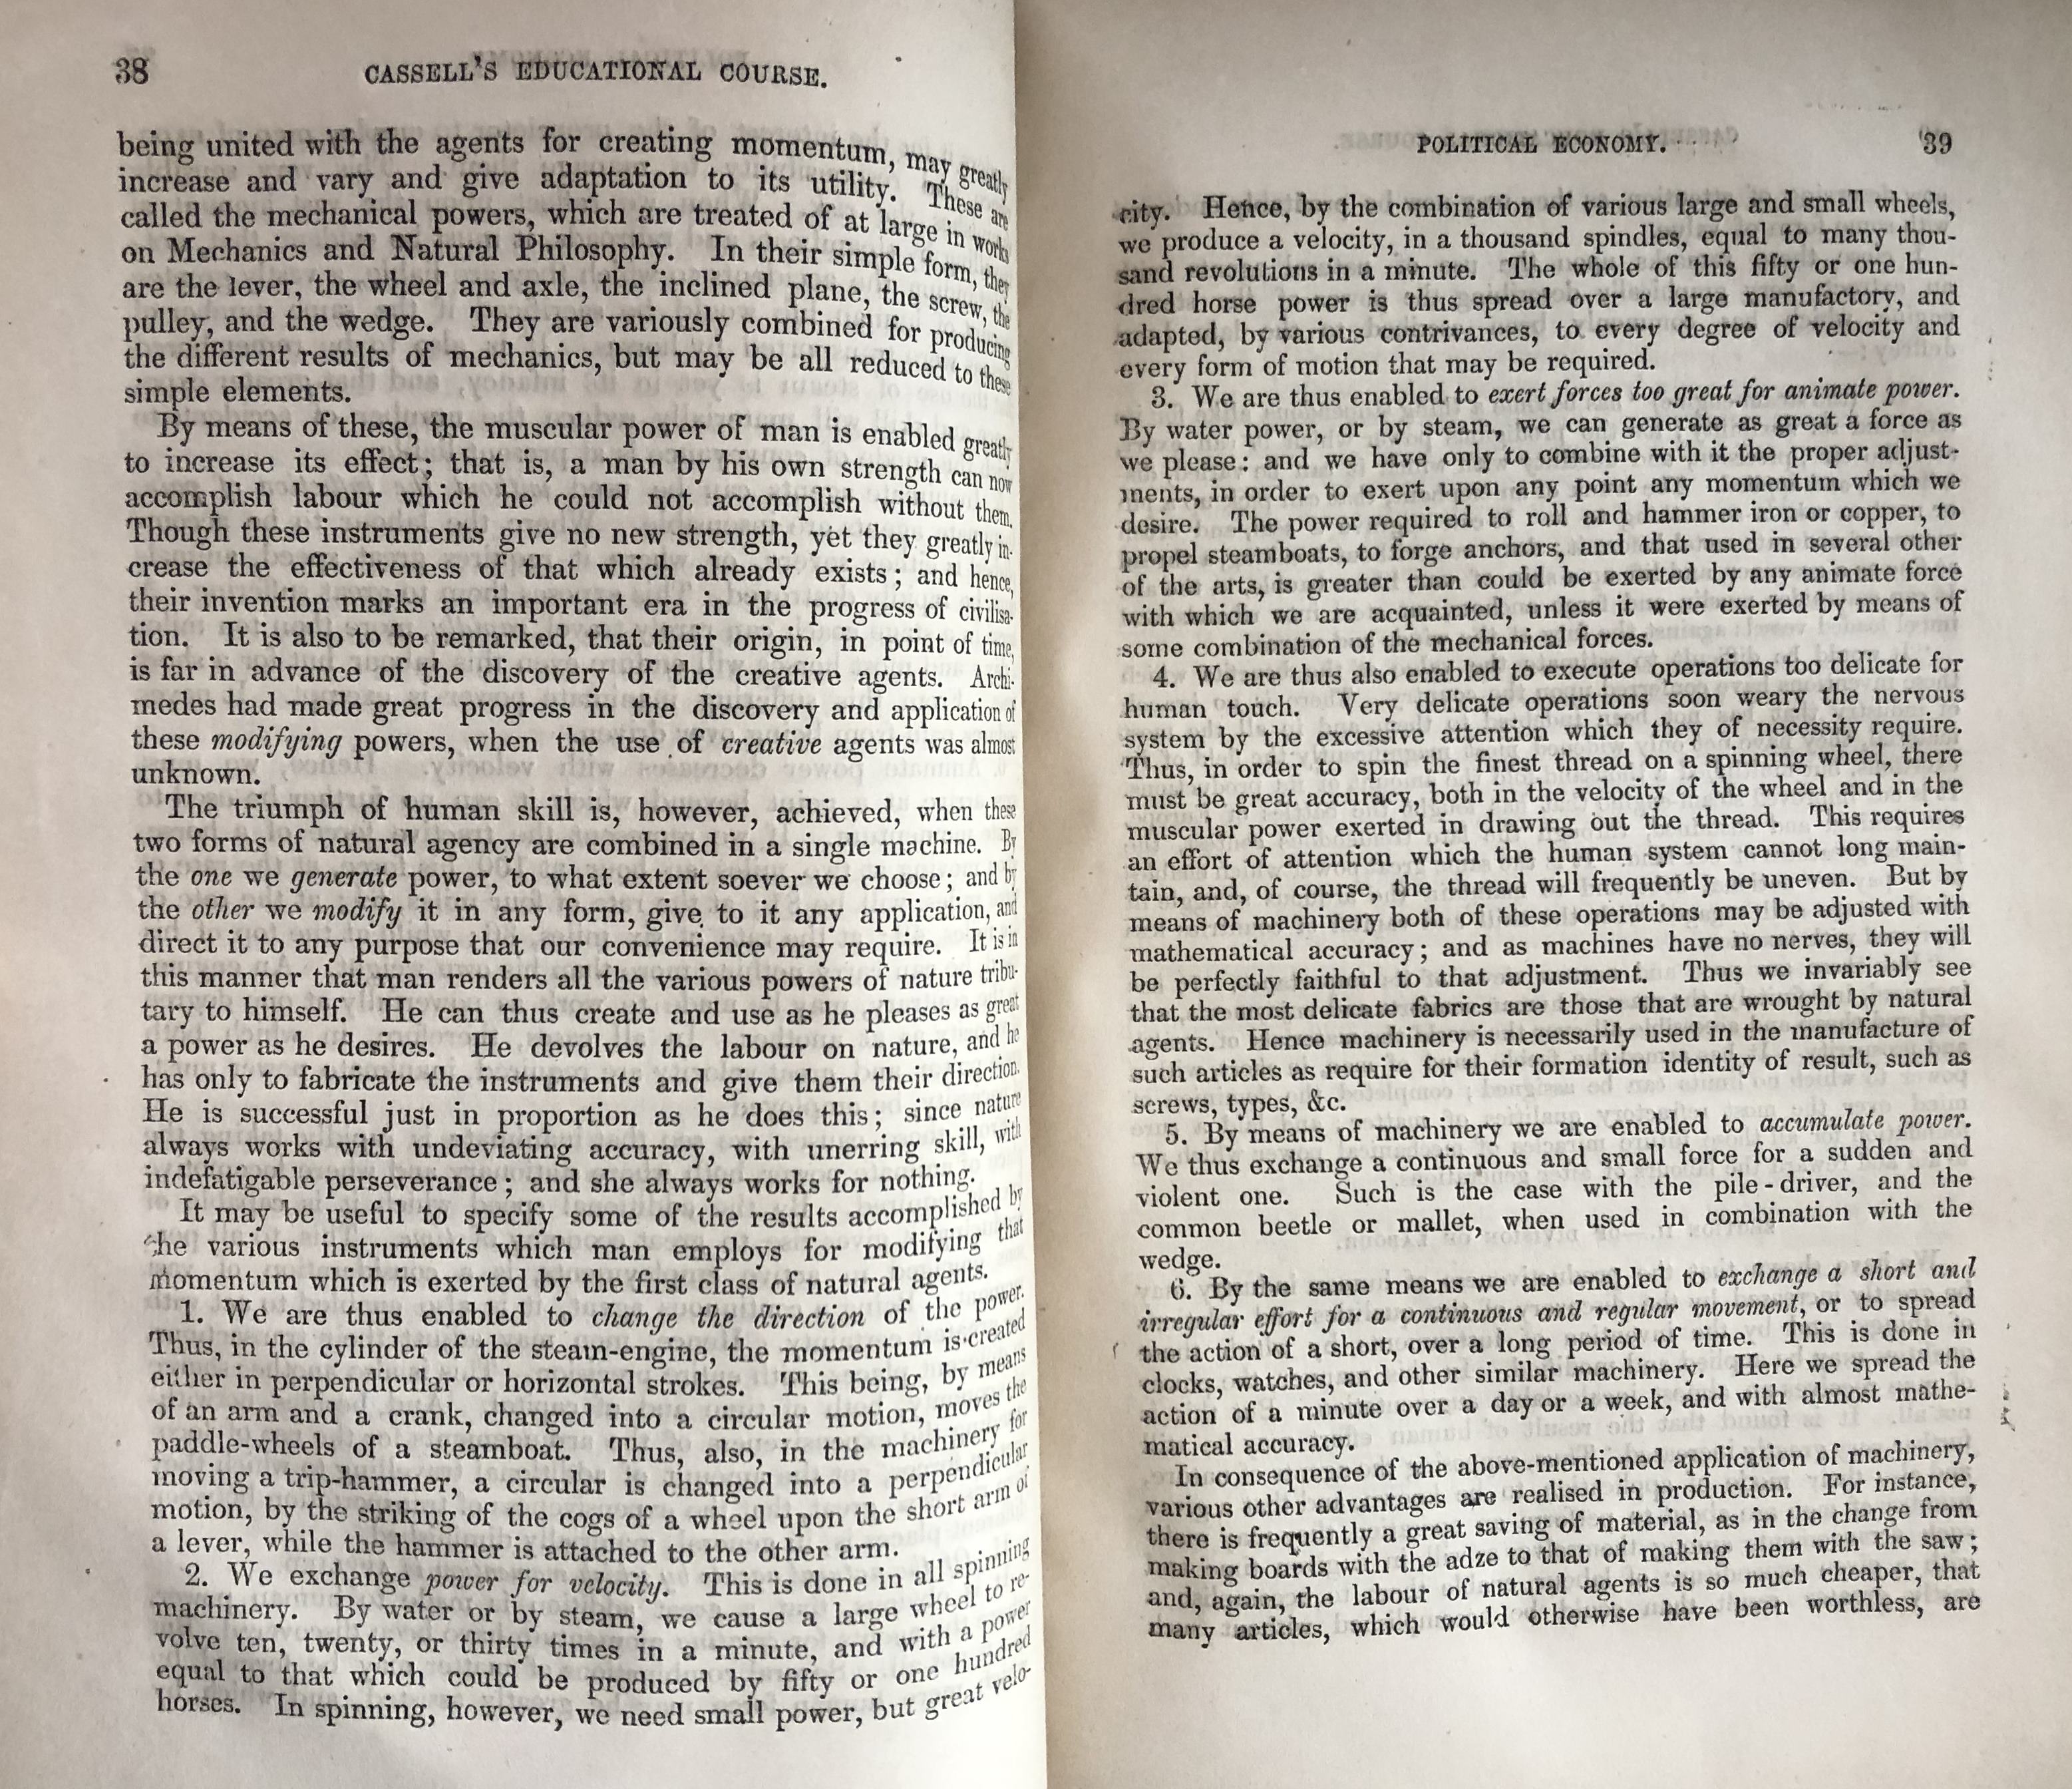 38
CASSELL'S EDUCATIONAL COURSE.
being united with the agents for creating momentum, may greatly
increase and vary and give adaptation to its utility. These are
called the mechanical powers, which are treated of at large in works
on Mechanics and Natural Philosophy. In their simple form, they
are the lever, the wheel and axle, the inclined plane, the screw, the
pulley, and the wedge. They are variously combined for producing
the different results of mechanics, but may be all reduced to these
simple elements.
By means of these, the muscular power of man is enabled greatly
to increase its effect; that is, a man by his own strength can now
accomplish labour which he could not accomplish without them.
Though these instruments give no new strength, yet they greatly in-
crease the effectiveness of that which already exists; and hence,
their invention marks an important era in the progress of civilisa-
tion. It is also to be remarked, that their origin, in point of time,
is far in advance of the discovery of the creative agents. Archi-
medes had made great progress in the discovery and application of
these modifying powers, when the use of creative agents was almost
unknown.
The triumph of human skill is, however, achieved, when these
two forms of natural agency are combined in a single machine. By
the one we generate power, to what extent soever we choose; and by
the other we modify it in any form, give to it any application, and
direct it to any purpose that our convenience may require. It is in
this manner that man renders all the various powers of nature tribu-
tary to himself. He can thus create and use as he pleases as great
a power as he desires. He devolves the labour on nature, and he
has only to fabricate the instruments and give them their direction.
He is successful just in proportion as he does this; since nature
always works with undeviating accuracy, with unerring skill, with
indefatigable perseverance; and she always works for nothing.
It may be useful to specify some of the results accomplished by
the various instruments which man employs for modifying that
momentum which is exerted by the first class of natural agents.
1. We are thus enabled to change the direction of the power.
Thus, in the cylinder of the steam-engine, the momentum is created
either in perpendicular or horizontal strokes. This being, by means
of an arm and a crank, changed into a circular motion, moves the
paddle-wheels of a steamboat. Thus, also, in the machinery for
moving a trip-hammer, a circular is changed into a perpendicular
motion, by the striking of the cogs of a wheel upon the short arm of
a lever, while the hammer is attached to the other arm.
2. We exchange power for velocity. This is done in all spinning
machinery. By water or by steam, we cause a large wheel to re-
volve ten, twenty, or thirty times in a minute, and with a power
equal to that which could be produced by fifty or one hundred
horses. In spinning, however, we need small power, but great velo-
POLITICAL ECONOMY.
39
city. Hence, by the combination of various large and small wheels,
we produce a velocity, in a thousand spindles, equal to many thou-
sand revolutions in a minute. The whole of this fifty or one hun-
dred horse power is thus spread over a large manufactory, and
adapted, by various contrivances, to every degree of velocity and
every form of motion that may be required.
3. We are thus enabled to exert forces too great for animate power.
By water power, or by steam, we can generate as great a force as
we please: and we have only to combine with it the proper adjust-
ments, in order to exert upon any point any momentum which we
desire. The power required to roll and hammer iron or copper, to
propel steamboats, to forge anchors, and that used in several other
of the arts, is greater than could be exerted by any animate force
with which we are acquainted, unless it were exerted by means of
some combination of the mechanical forces.
4. We are thus also enabled to execute operations too delicate for
human touch. Very delicate operations soon weary the nervous
system by the excessive attention which they of necessity require.
Thus, in order to spin the finest thread on a spinning wheel, there
must be great accuracy, both in the velocity of the wheel and in the
muscular power exerted in drawing out the thread. This requires
an effort of attention which the human system cannot long main-
tain, and, of course, the thread will frequently be uneven. But by
means of machinery both of these operations may be adjusted with
mathematical accuracy; and as machines have no nerves, they will
be perfectly faithful to that adjustment. Thus we invariably see
that the most delicate fabrics are those that are wrought by natural
agents. Hence machinery is necessarily used in the manufacture of
such articles as require for their formation identity of result, such as
screws, types, &c.
5. By means of machinery we are enabled to accumulate power.
We thus exchange a continuous and small force for a sudden and
violent one. Such is the case with the pile-driver, and the
common beetle or mallet, when used in combination with the
wedge.
6. By the same means we are enabled to exchange a short and
irregular effort for a continuous and regular movement, or to spread
the action of a short, over a long period of time. This is done in
clocks, watches, and other similar machinery. Here we spread the
action of a minute over a day or a week, and with almost mathe-
matical accuracy.
In consequence of the above-mentioned application of machinery,
various other advantages are realised in production. For instance,
there is frequently a great saving of material, as in the change from
making boards with the adze to that of making them with the saw;
and, again, the labour of natural agents is so much cheaper, that
many articles, which would otherwise have been worthless, are